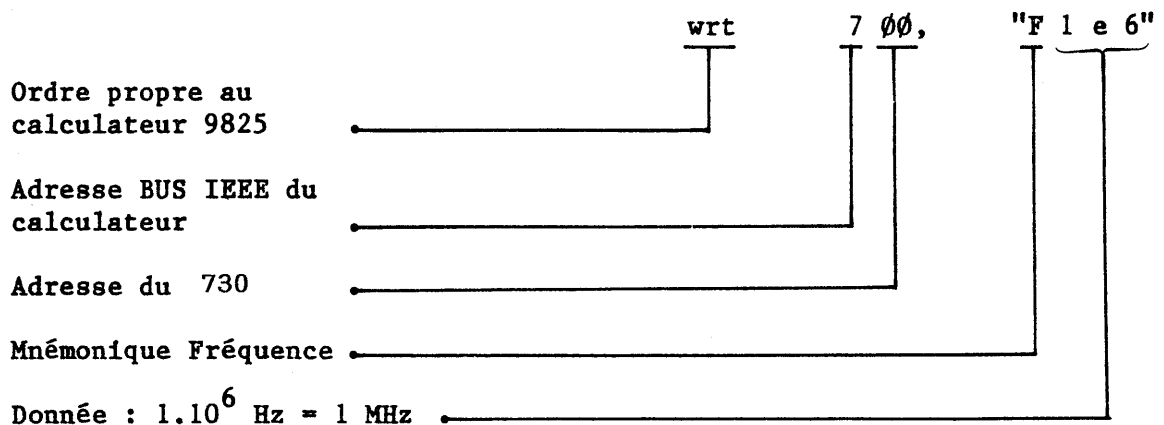 wrt 7 ØØ, "F 1 e 6"
Ordre propre au
calculateur 9825
Adresse BUS IEEE du
calculateur
Adresse du 730
Mnémonique Fréquence
Donnée : 1.10⁶ Hz = 1 MHz